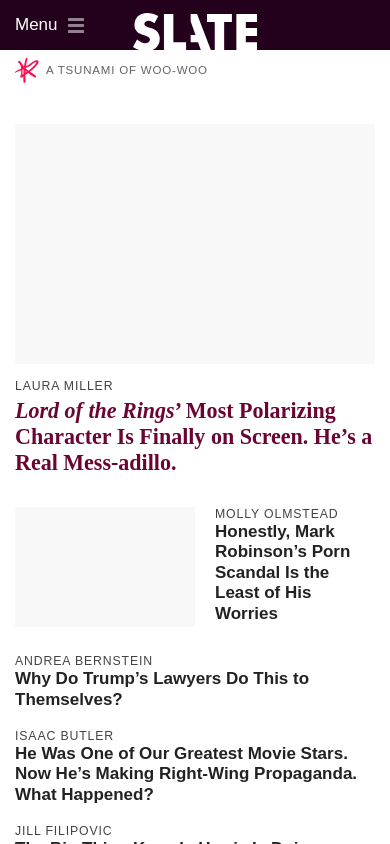 Menu
SLATE
A TSUNAMI OF WOO-WOO
LAURA MILLER
Lord of the Rings’ Most Polarizing
Character Is Finally on Screen. He’s a
Real Mess-adillo.
MOLLY OLMSTEAD
Honestly, Mark
Robinson’s Porn
Scandal Is the
Least of His
Worries
ANDREA BERNSTEIN
Why Do Trump’s Lawyers Do This to
Themselves?
ISAAC BUTLER
He Was One of Our Greatest Movie Stars.
Now He’s Making Right-Wing Propaganda.
What Happened?
JILL FILIPOVIC